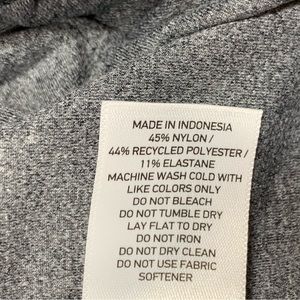 MADE IN INDONESIA
45% NYLON /
44% RECYCLED POLYESTER /
11% ELASTANE
MACHINE WASH COLD WITH
LIKE COLORS ONLY
DO NOT BLEACH
DO NOT TUMBLE DRY
LAY FLAT TO DRY
DO NOT IRON
DO NOT DRY CLEAN
DO NOT USE FABRIC
SOFTENER